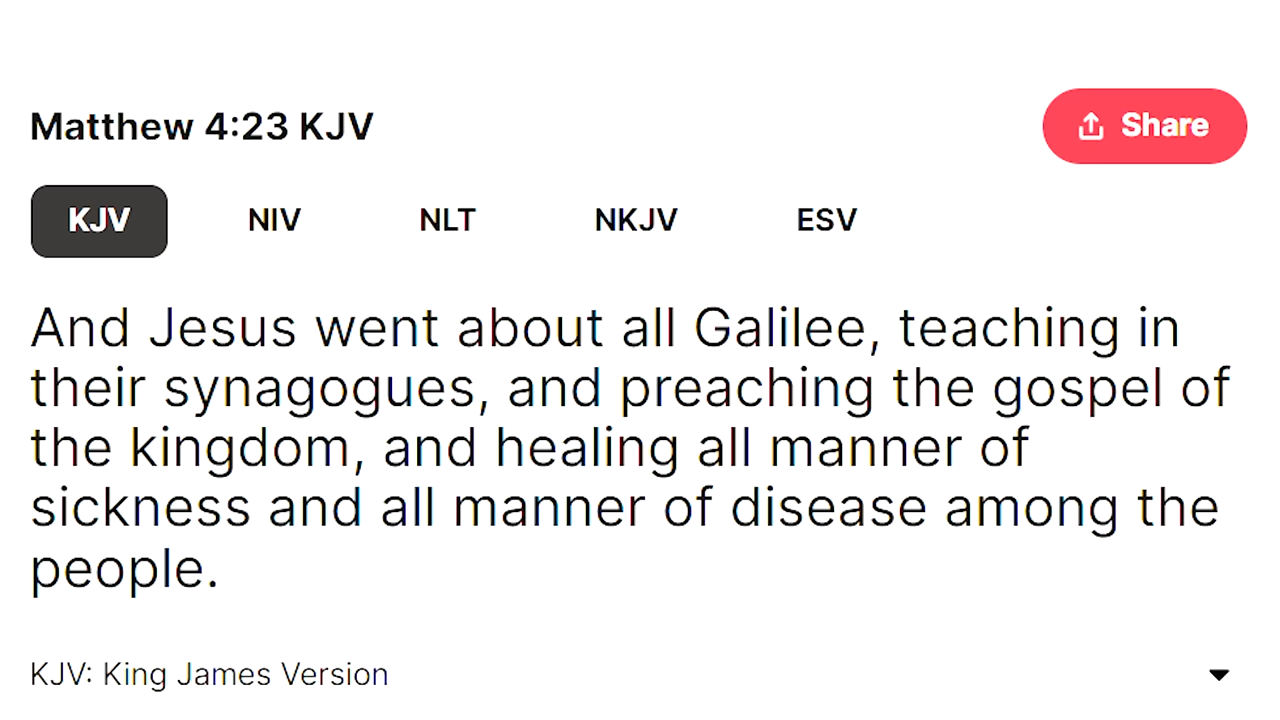 Matthew 4:23 KJV
Share
KJV NIV NLT NKJV ESV
And Jesus went about all Galilee, teaching in
their synagogues, and preaching the gospel of
the kingdom, and healing all manner of
sickness and all manner of disease among the
people.
KJV: King James Version